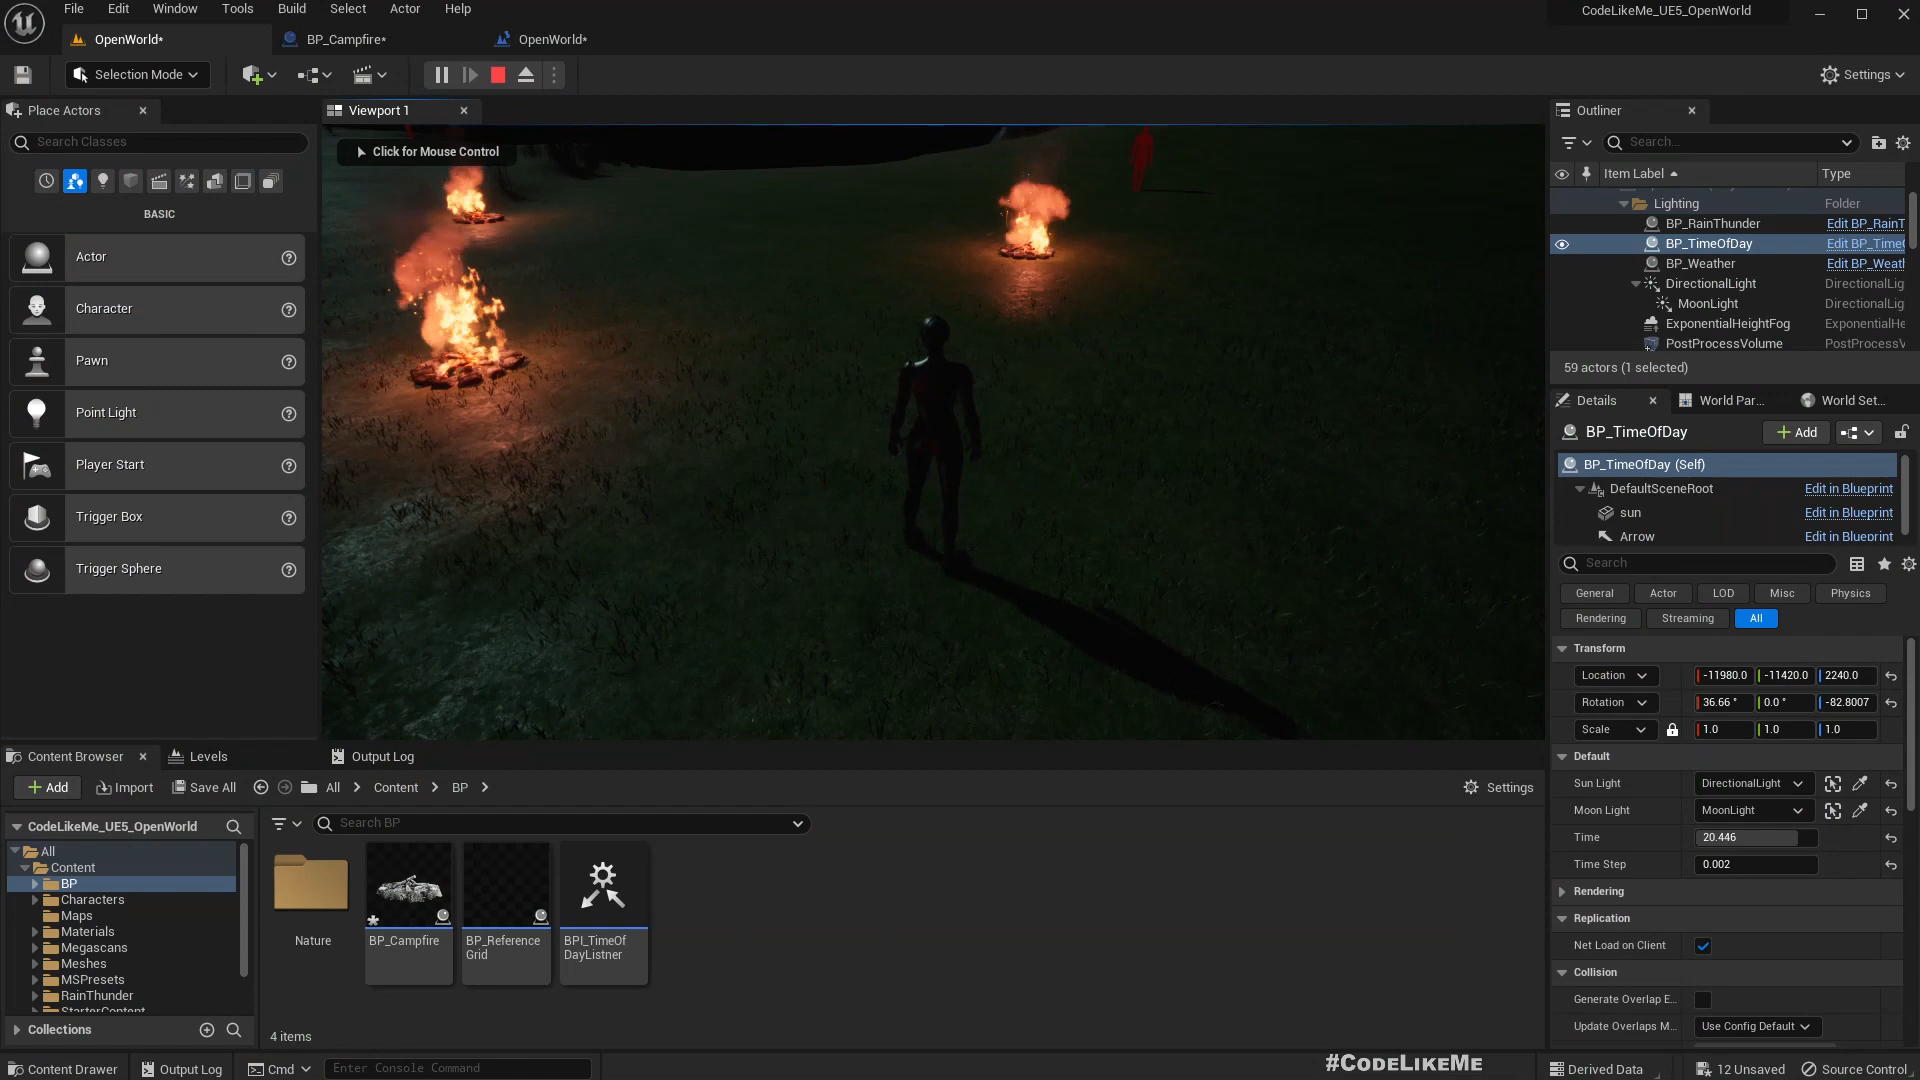 File Edit Window Tools Build Select Actor Help
CodeLikeMe_UE5_OpenWorld
OpenWorld*
BP_Campfire*
OpenWorld*
Selection Mode
Settings
Place Actors
Search Classes
BASIC
Actor
Character
Pawn
Point Light
Player Start
Trigger Box
Trigger Sphere
Viewport 1
Click for Mouse Control
Outliner
Search...
Item Label Type
Lighting Folder
BP_RainThunder Edit BP_RainT
BP_TimeOfDay Edit BP_Time
BP_Weather Edit BP_Weath
DirectionalLight DirectionalLig
MoonLight DirectionalLig
ExponentialHeightFog ExponentialHe
PostProcessVolume PostProcessV
59 actors (1 selected)
Details World Par... World Set...
BP_TimeOfDay
Add
BP_TimeOfDay (Self)
DefaultSceneRoot Edit in Blueprint
sun Edit in Blueprint
Arrow Edit in Blueprint
Search
General Actor LOD Misc Physics
Rendering Streaming All
Transform
Location -11980.0 -11420.0 2240.0
Rotation 36.66 ° 0.0 ° -82.8007
Scale 1.0 1.0 1.0
Default
Sun Light DirectionalLight
Moon Light MoonLight
Time 20.446
Time Step 0.002
Rendering
Replication
Net Load on Client
Collision
Generate Overlap E...
Update Overlaps M... Use Config Default
Content Browser Levels Output Log
Add Import Save All All Content BP Settings
CodeLikeMe_UE5_OpenWorld
All
Content
BP
Characters
Maps
Materials
Megascans
Meshes
MSPresets
RainThunder
StarterContent
Collections
Search BP
Nature
BP_Campfire
BP_Reference
Grid
BPI_TimeOf
DayListner
4 items
#CODELIKEME
Content Drawer Output Log Cmd Enter Console Command Derived Data 12 Unsaved Source Control